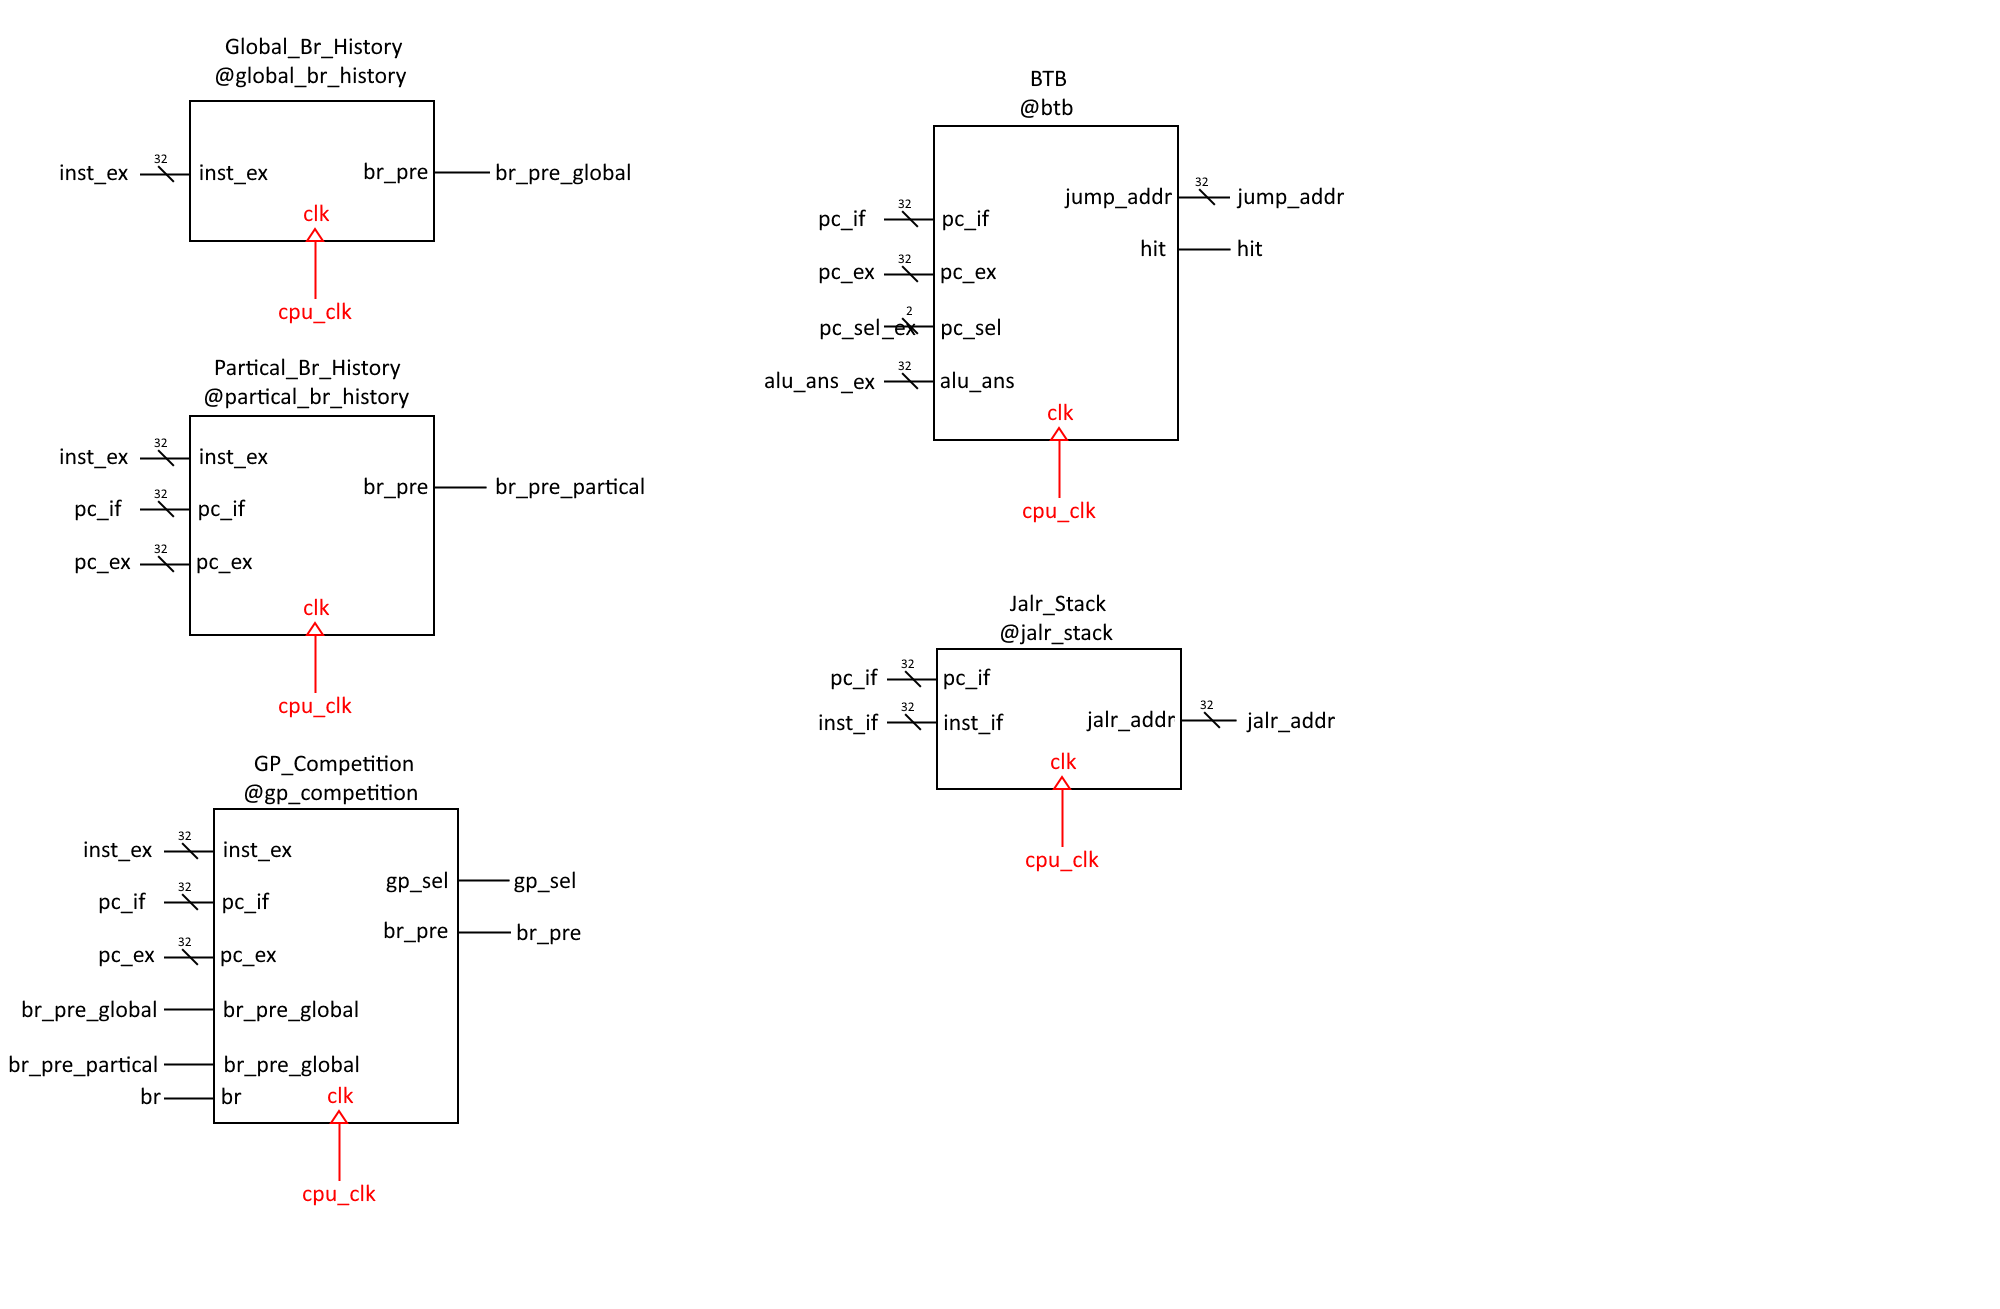 Global_Br_History
@global_br_history
inst_ex 32 inst_ex br_pre br_pre_global
clk
cpu_clk
Partical_Br_History
@partical_br_history
inst_ex 32 inst_ex
br_pre br_pre_partical
pc_if 32 pc_if
pc_ex 32 pc_ex
clk
cpu_clk
GP_Competition
@gp_competition
inst_ex 32 inst_ex
gp_sel gp_sel
pc_if 32 pc_if
br_pre br_pre
pc_ex 32 pc_ex
br_pre_global br_pre_global
br_pre_partical br_pre_global
br br
clk
cpu_clk
BTB
@btb
jump_addr 32 jump_addr
pc_if 32 pc_if
hit hit
pc_ex 32 pc_ex
pc_sel_ex 2 pc_sel
alu_ans_ex 32 alu_ans
clk
cpu_clk
Jalr_Stack
@jalr_stack
pc_if 32 pc_if
inst_if 32 inst_if jalr_addr 32 jalr_addr
clk
cpu_clk